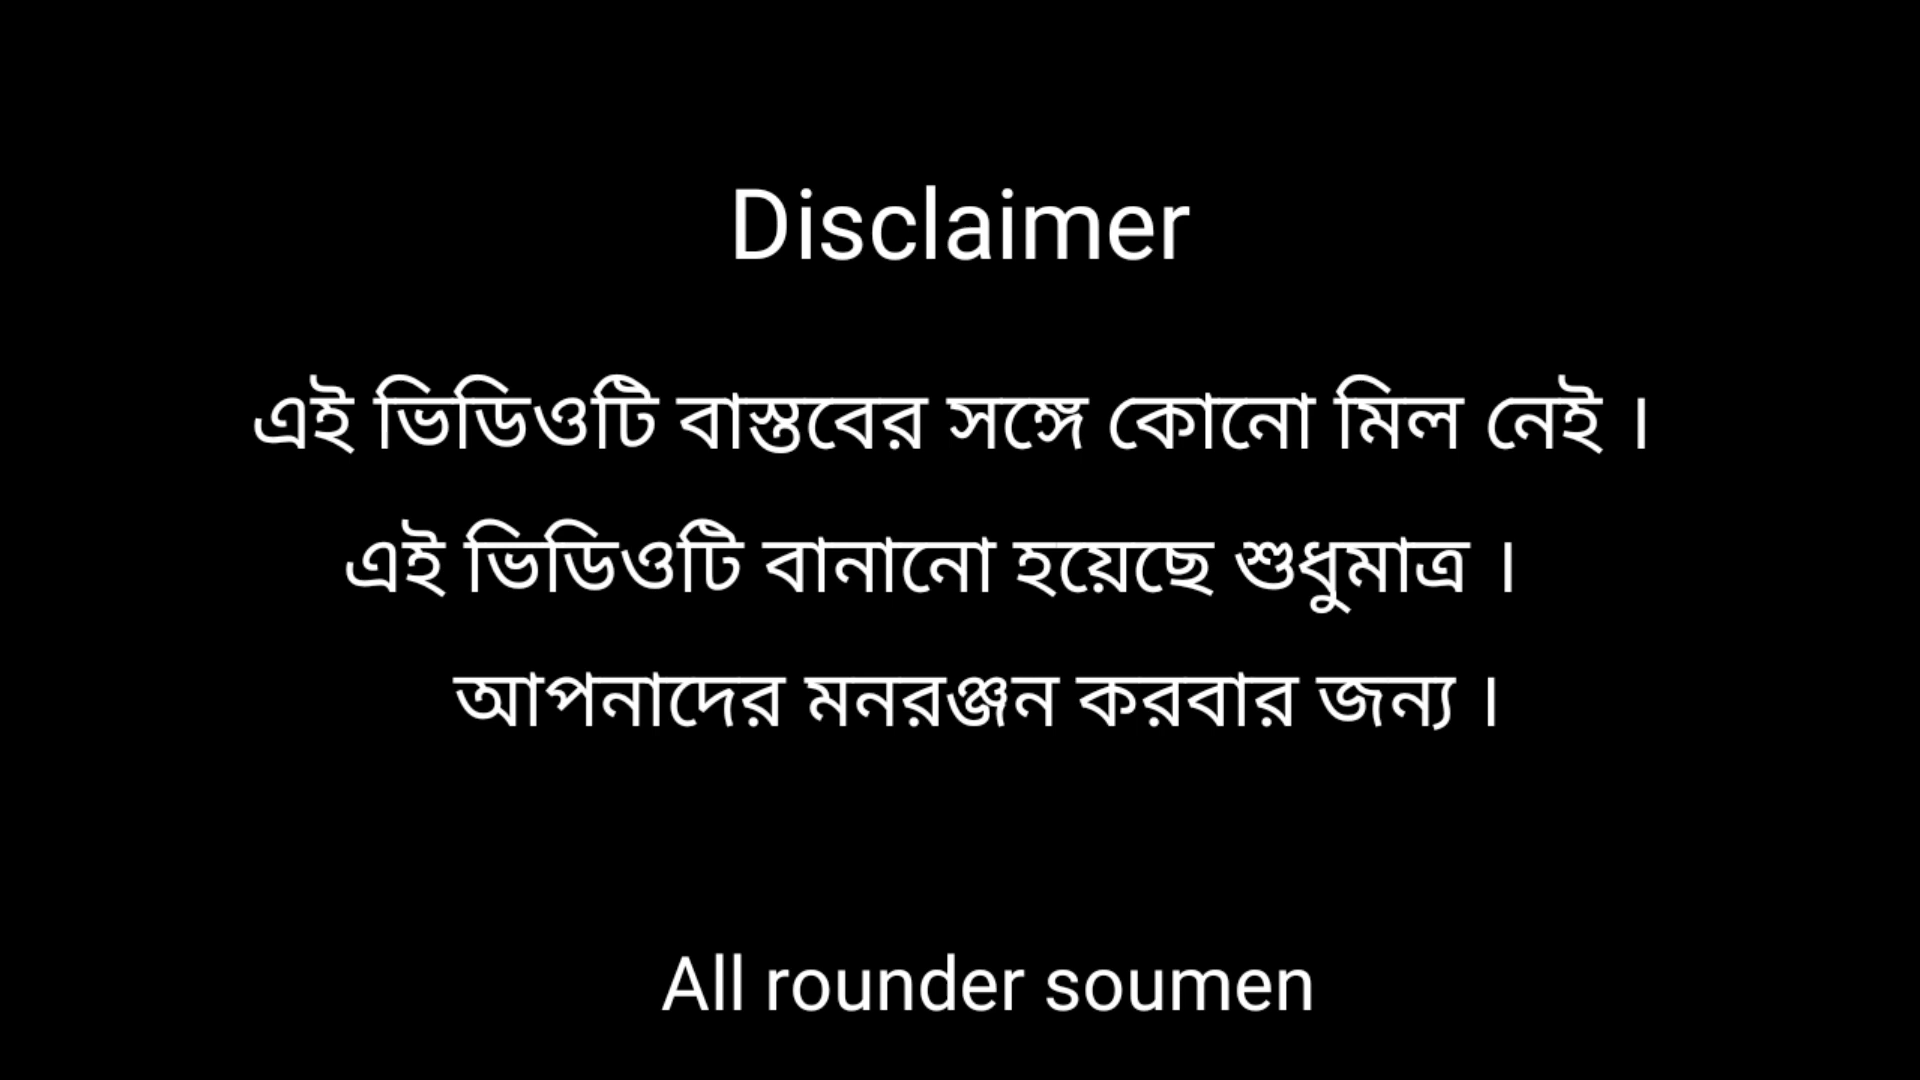 Disclaimer
এই ভিডিওটি বাস্তবের সঙ্গে কোনো মিল নেই ।
এই ভিডিওটি বানানো হয়েছে শুধুমাত্র ।
আপনাদের মনরঞ্জন করবার জন্য ।
All rounder soumen